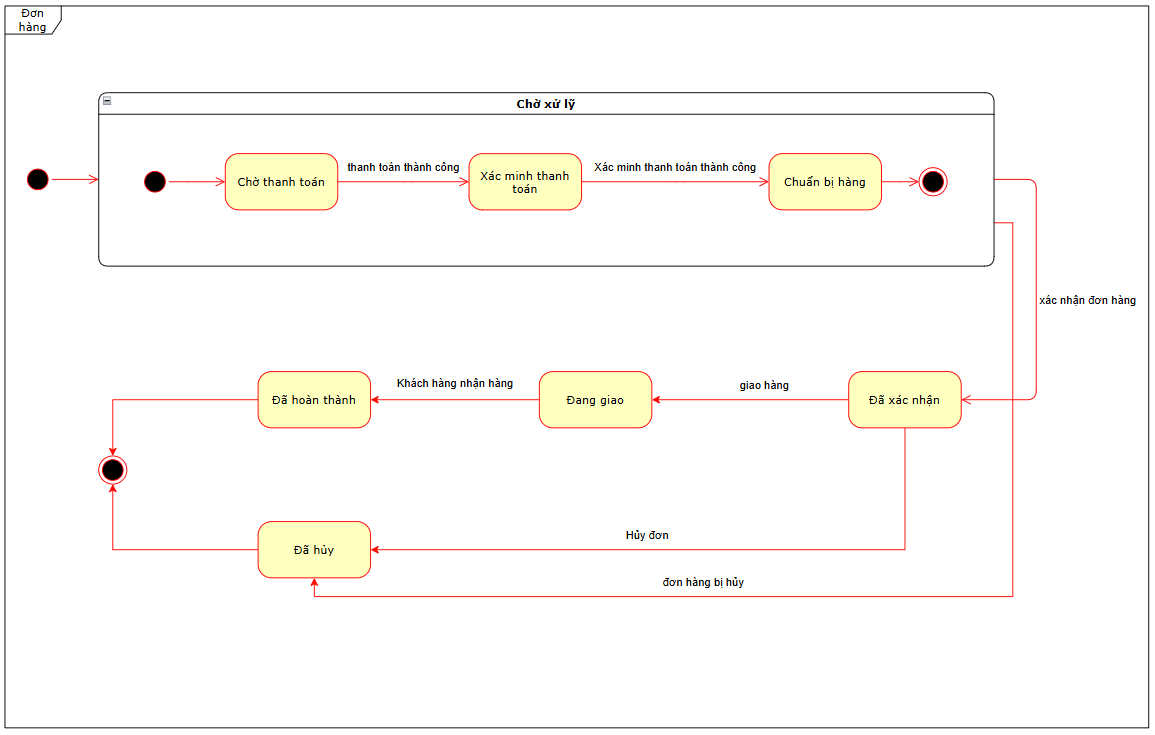 Đơn
hàng
Chờ xử lỹ
Chờ thanh toán
thanh toán thành công
Xác minh thanh
toán
Xác minh thanh toán thành công
Chuẩn bị hàng
xác nhận đơn hàng
Đã hoàn thành
Khách hàng nhận hàng
Đang giao
giao hàng
Đã xác nhận
Đã hủy
Hủy đơn
đơn hàng bị hủy